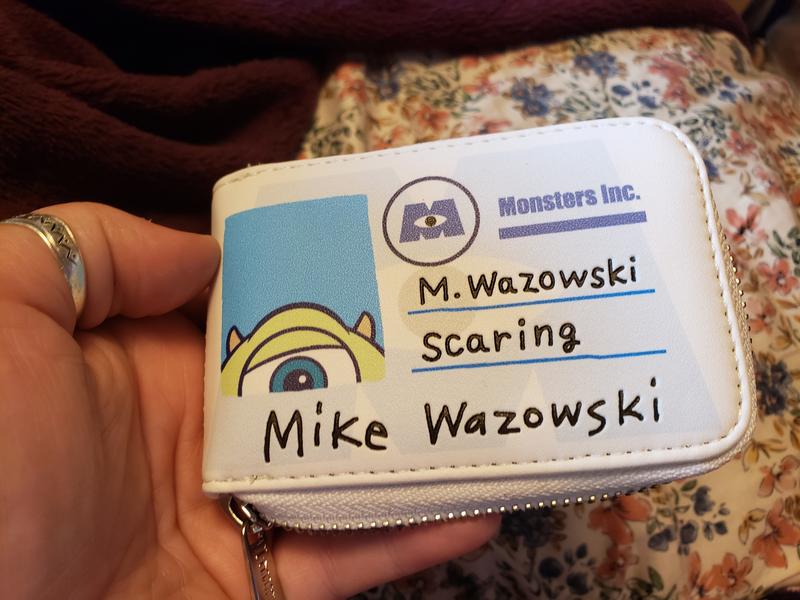 M
Monsters Inc.
M. Wazowski
Scaring
Mike Wazowski